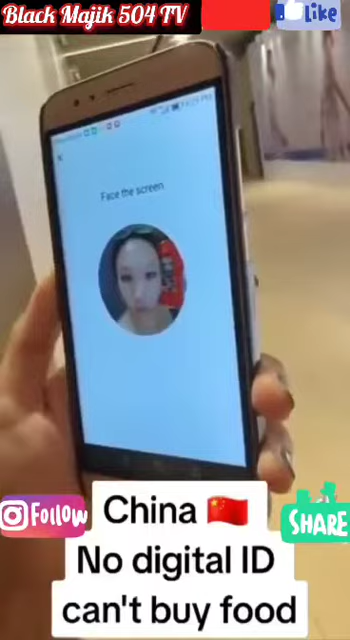 Black Majik 504 TV
Like
Face the screen
Follow
SHARE
China 🇨🇳
No digital ID
can't buy food